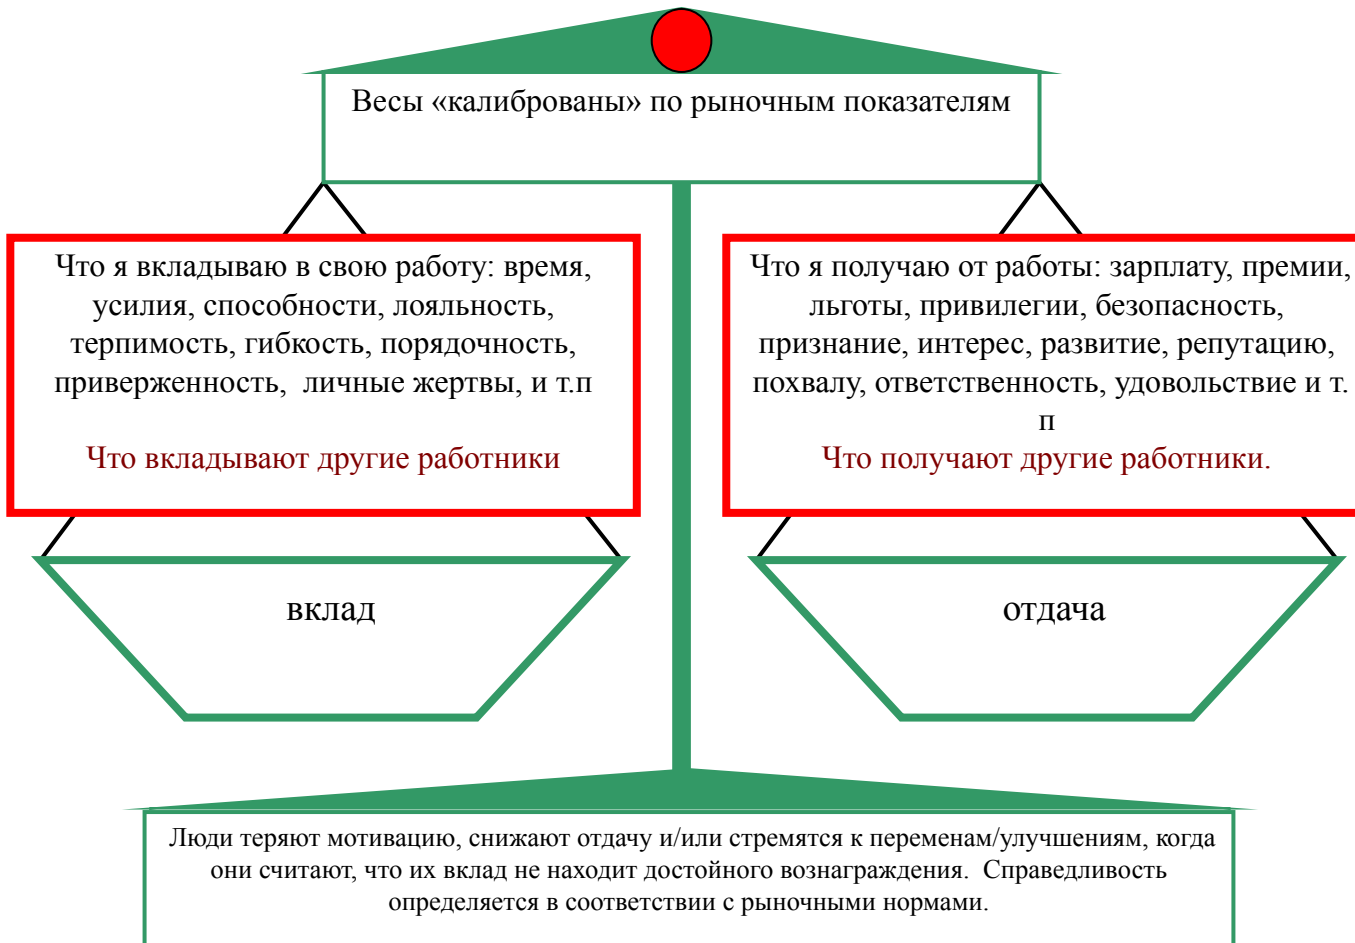 Весы «калиброваны» по рыночным показателям
Что я вкладываю в свою работу: время,
усилия, способности, лояльность,
терпимость, гибкость, порядочность,
приверженность,  личные жертвы, и т.п
Что вкладывают другие работники
Что я получаю от работы: зарплату, премии,
льготы, привилегии, безопасность,
признание, интерес, развитие, репутацию,
похвалу, ответственность, удовольствие и т.
п
Что получают другие работники.
вклад
отдача
Люди теряют мотивацию, снижают отдачу и/или стремятся к переменам/улучшениям, когда
они считают, что их вклад не находит достойного вознаграждения.  Справедливость
определяется в соответствии с рыночными нормами.